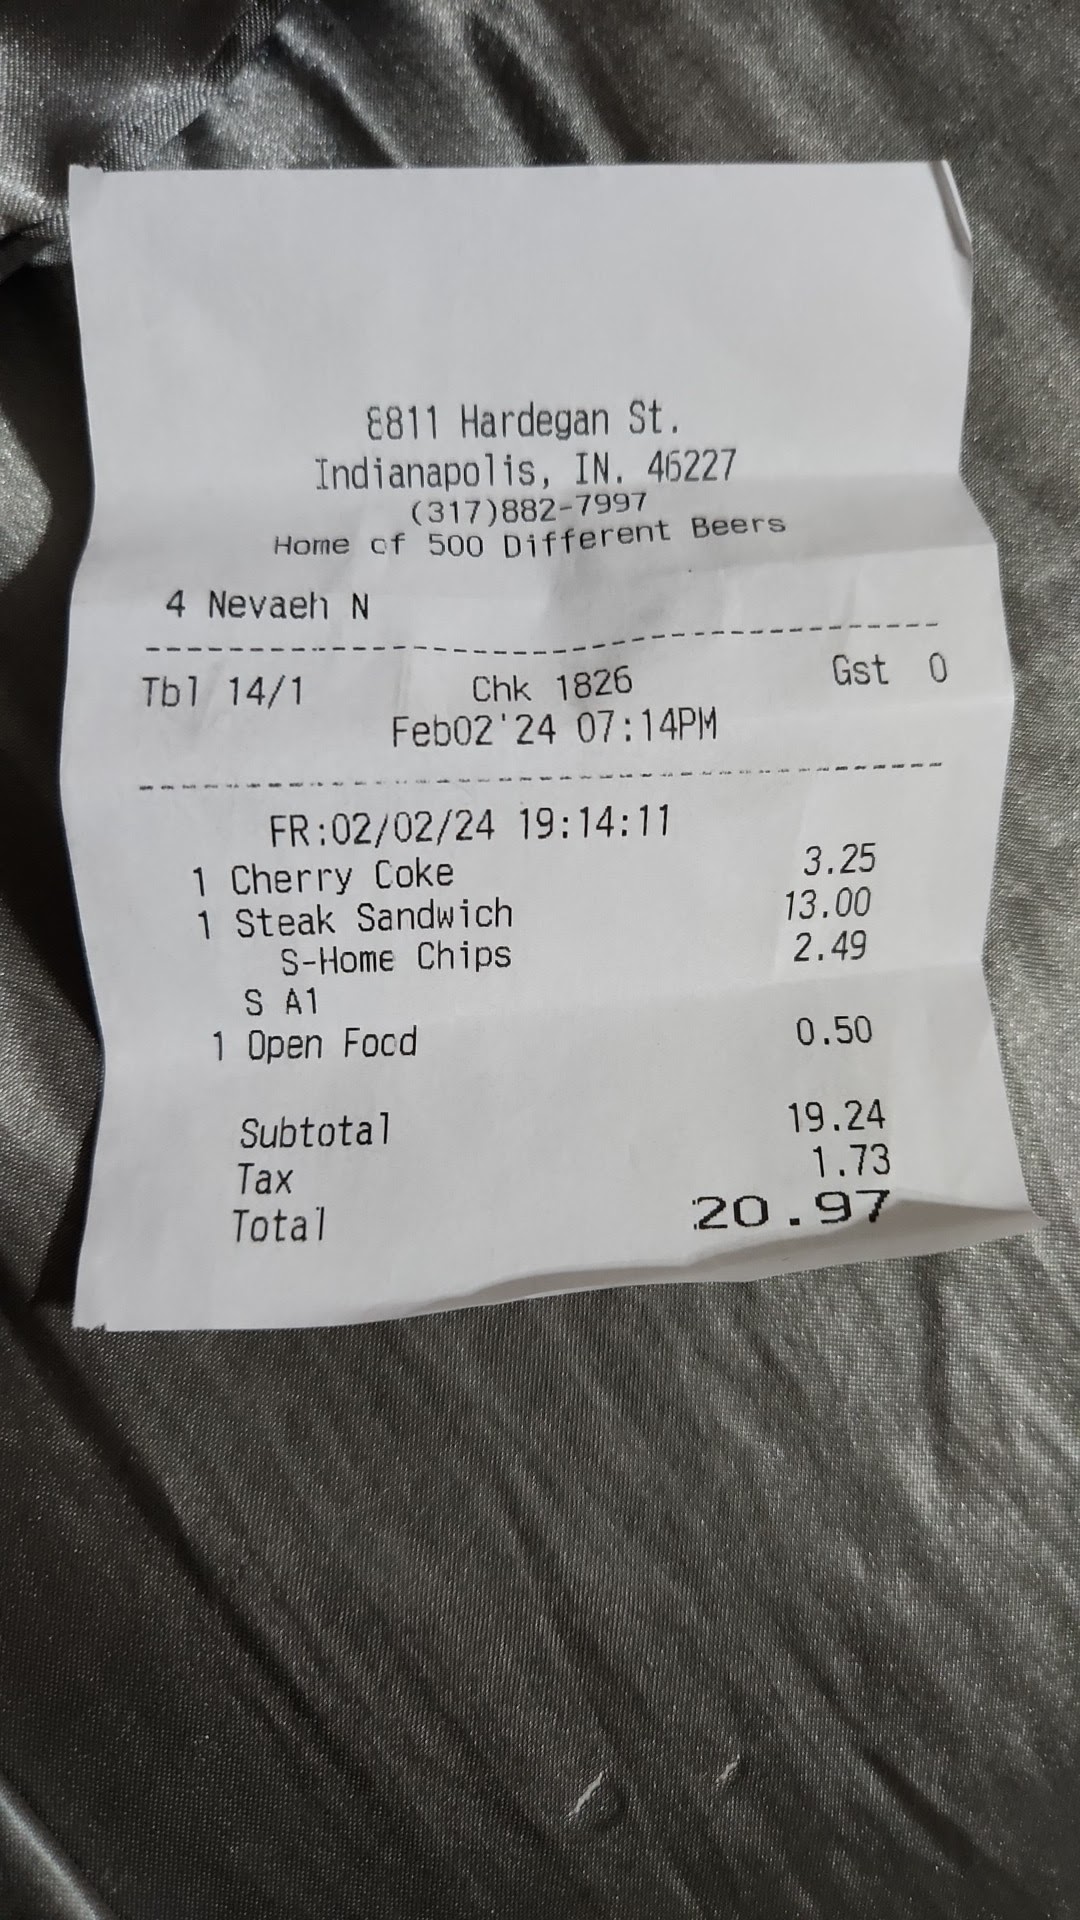 8811 Hardegan St.
Indianapolis, IN. 46227
(317)882-7997
Home of 500 Different Beers
4 Nevaeh N
Tbl 14/1 Chk 1826 Gst 0
Feb02'24 07:14PM
FR:02/02/24 19:14:11
1 Cherry Coke 3.25
1 Steak Sandwich 13.00
S-Home Chips 2.49
S A1
1 Open Food 0.50
Subtotal 19.24
Tax 1.73
Total 20.97